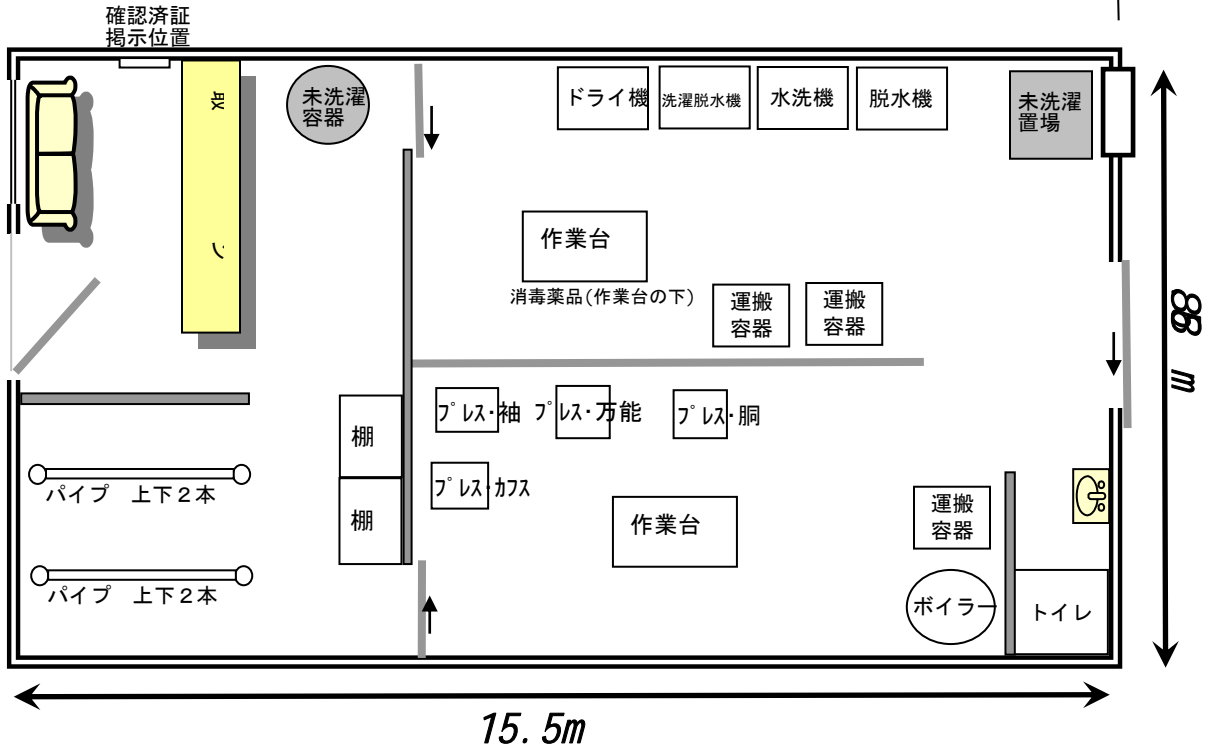 確認済証
掲示位置
未洗濯
容器
ドライ機
洗濯脱水機
水洗機
脱水機
未洗濯
置場
作業台
消毒薬品(作業台の下)
運搬
容器
運搬
容器
プレス・袖
プレス・万能
プレス・胴
プレス・カフス
棚
棚
作業台
運搬
容器
ボイラー
トイレ
パイプ 上下2本
パイプ 上下2本
m
15.5m